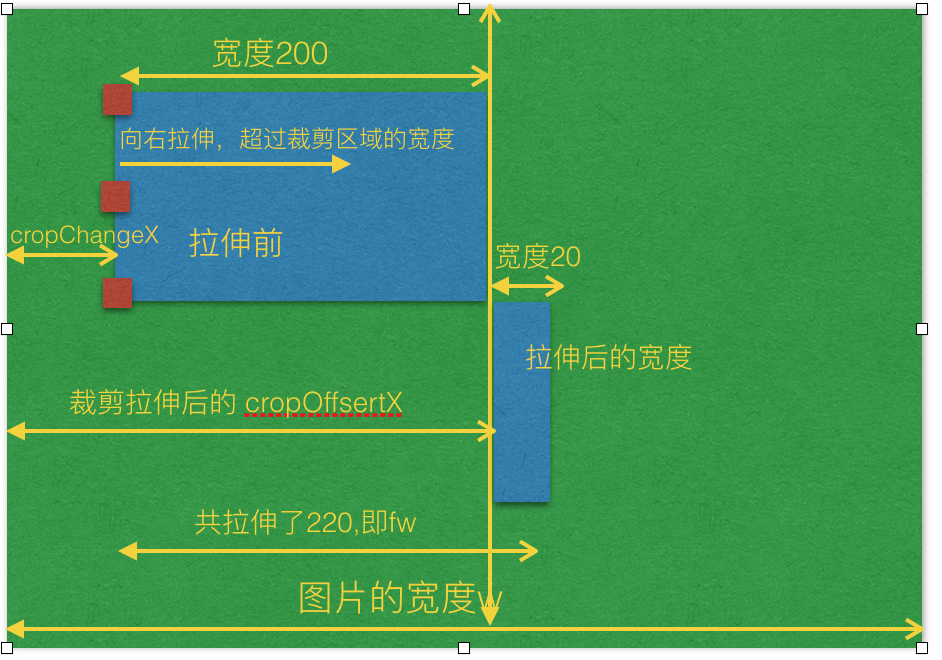 宽度200
向右拉伸，超过裁剪区域的宽度
cropChangeX
拉伸前
宽度20
拉伸后的宽度
裁剪拉伸后的 cropOffsertX
共拉伸了220,即fw
图片的宽度w